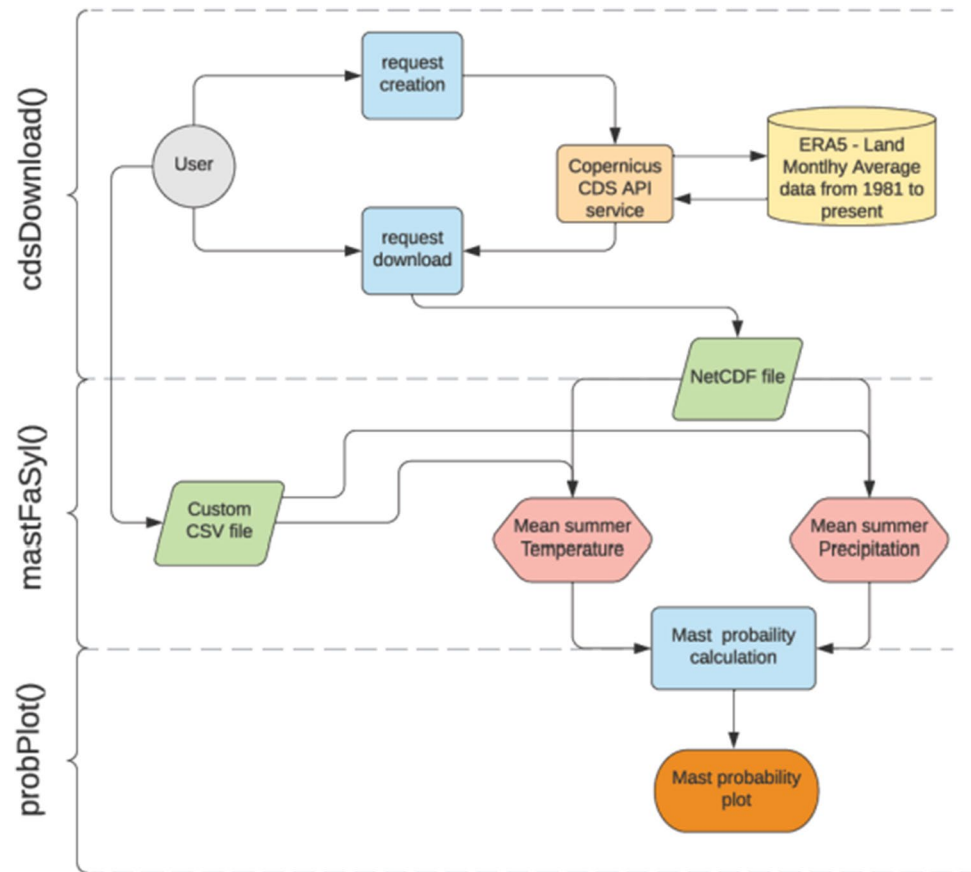 cdsDownload()
request
creation
User
Copernicus
CDS API
service
ERA5 - Land
Montlhy Average
data from 1981 to
present
request
download
NetCDF file
mastFaSyl()
Custom
CSV file
Mean summer
Temperature
Mean summer
Precipitation
Mast probaility
calculation
probPlot()
Mast probability
plot